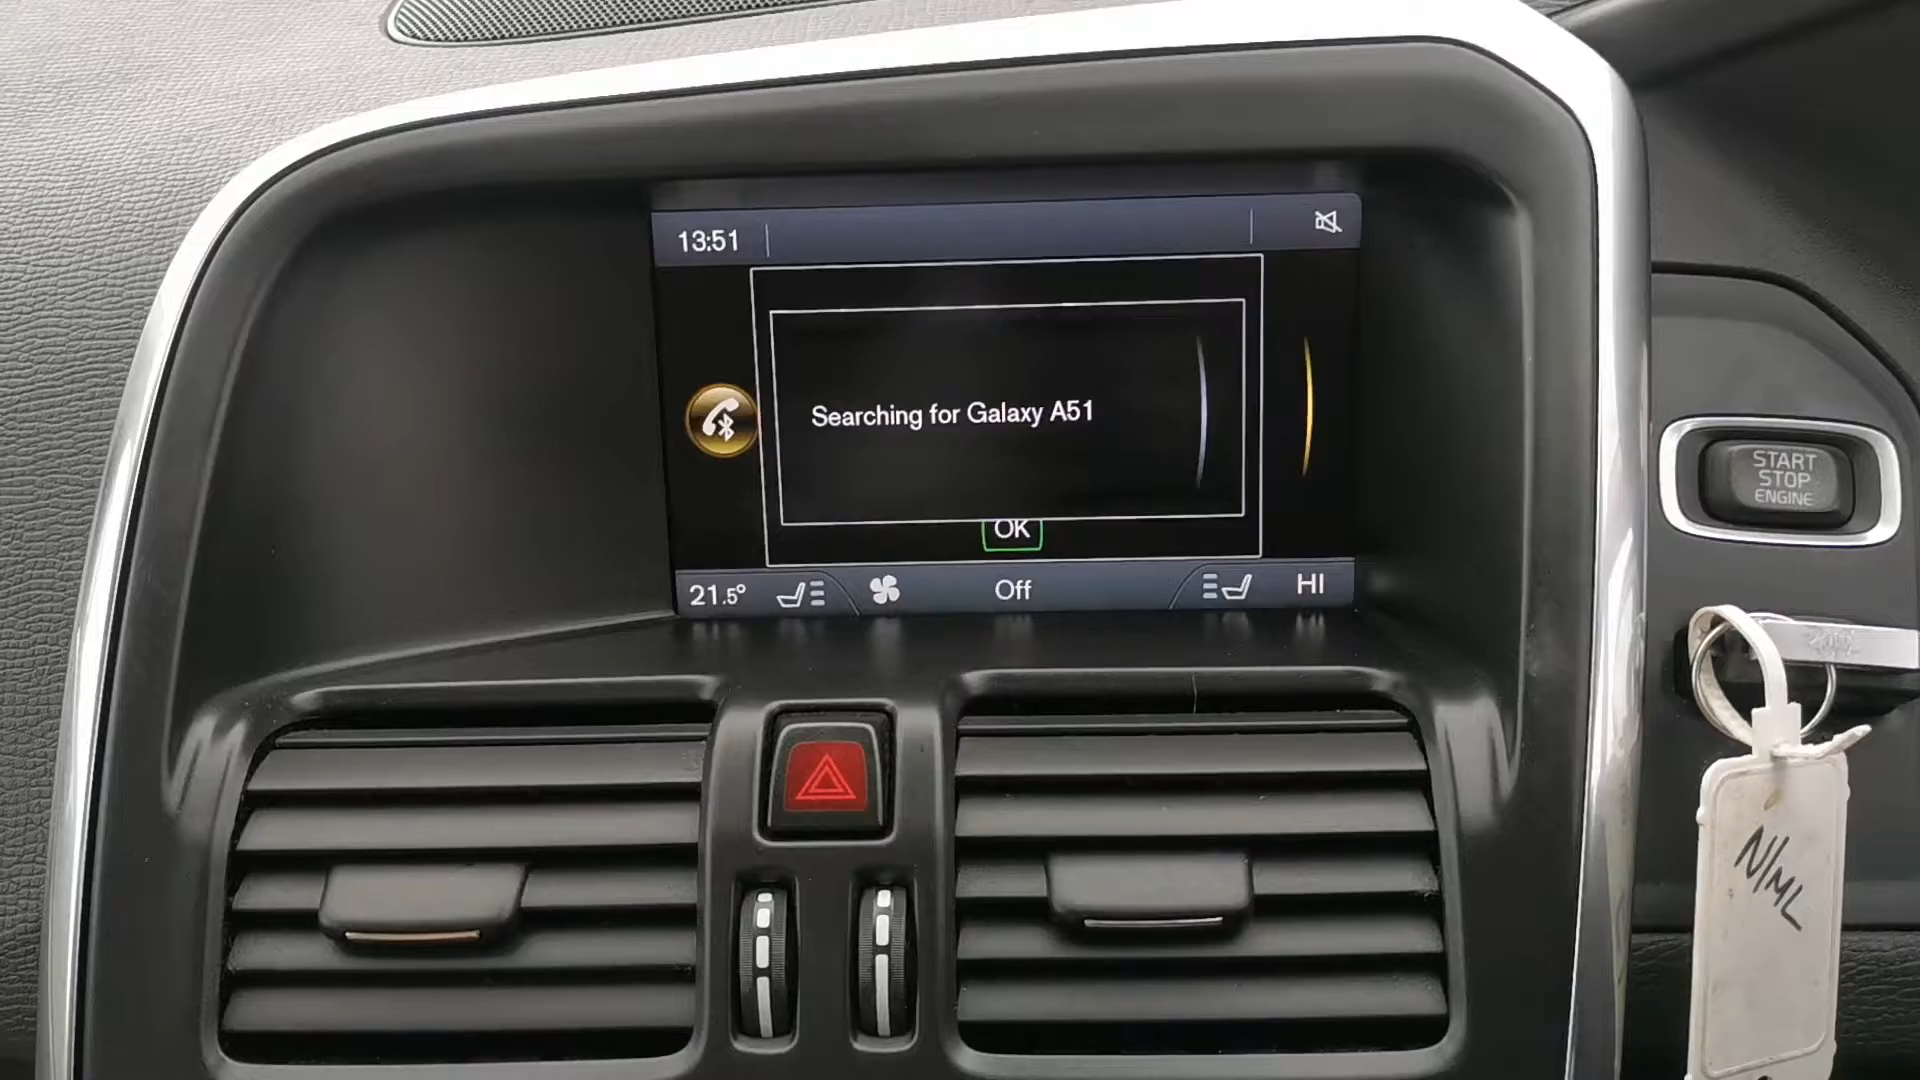 13:51
Searching for Galaxy A51
OK
21.5°
Off
HI
START
STOP
ENGINE
N/ML